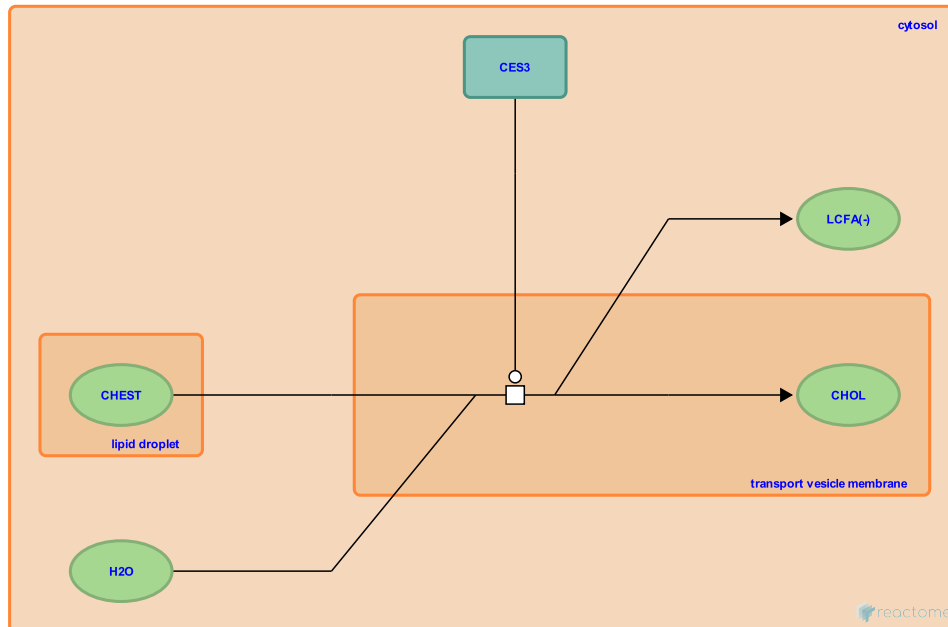 cytosol
CES3
LCFA(-)
CHEST
CHOL
lipid droplet
transport vesicle membrane
H2O
reactome